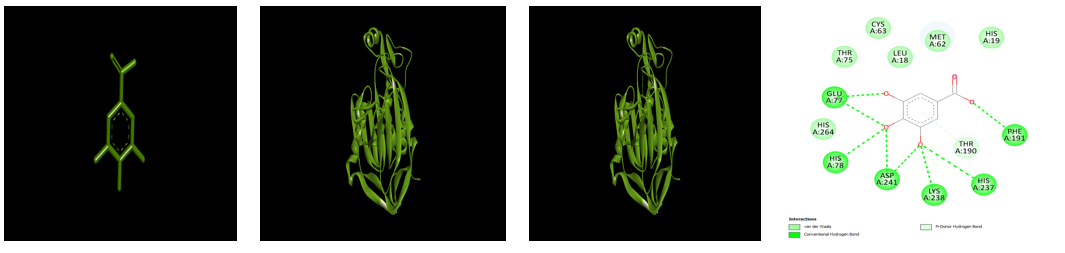 CYS
A:63
MET
A:62
HIS
A:19
THR
A:75
LEU
A:18
GLU
A:77
HIS
A:264
PHE
A:191
THR
A:190
HIS
A:78
ASP
A:241
LYS
A:238
HIS
A:237
Interactions
van der Waals
Conventional Hydrogen Bond
Pi-Donor Hydrogen Bond